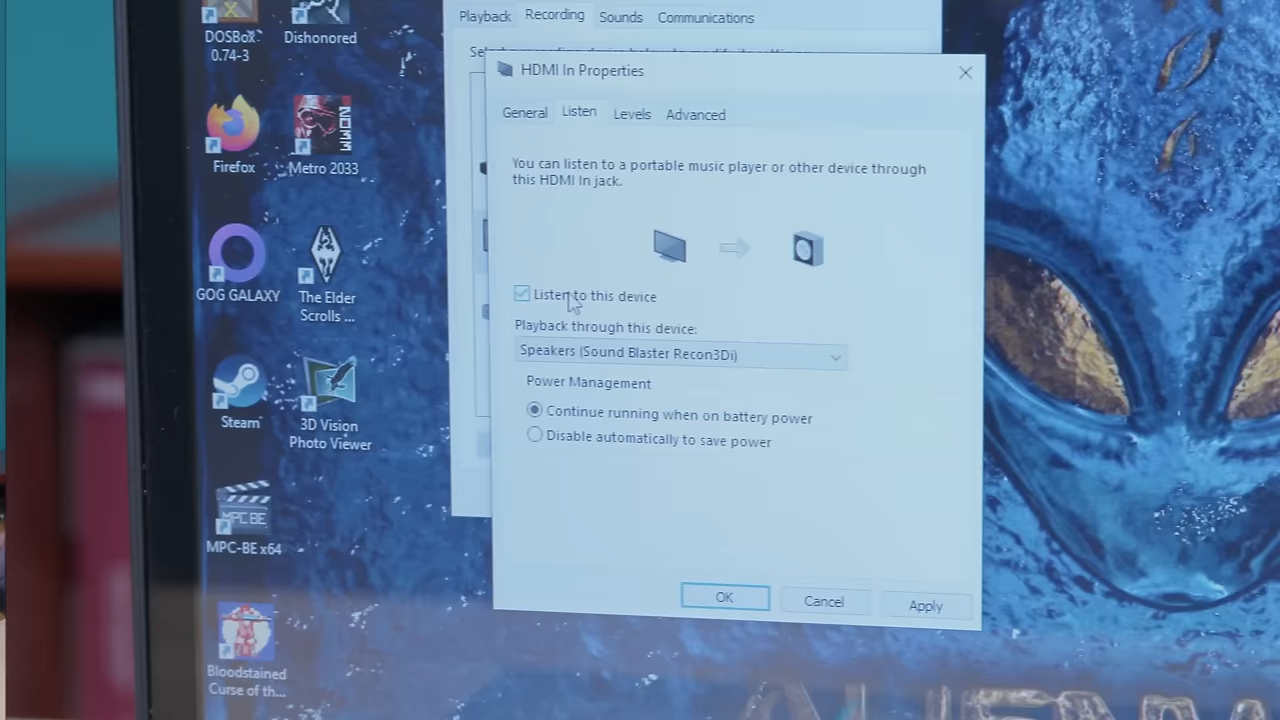 DOSBox
0.74-3
Dishonored
Firefox
NOMM
Metro 2033
GOG GALAXY
The Elder
Scrolls ...
Steam
3D Vision
Photo Viewer
MPC BE
MPC-BE x64
Bloodstained
Curse of th...
Playback Recording Sounds Communications
HDMI In Properties
General Listen Levels Advanced
You can listen to a portable music player or other device through
this HDMI In jack.
Listen to this device
Playback through this device:
Speakers (Sound Blaster Recon3Di)
Power Management
Continue running when on battery power
Disable automatically to save power
OK Cancel Apply